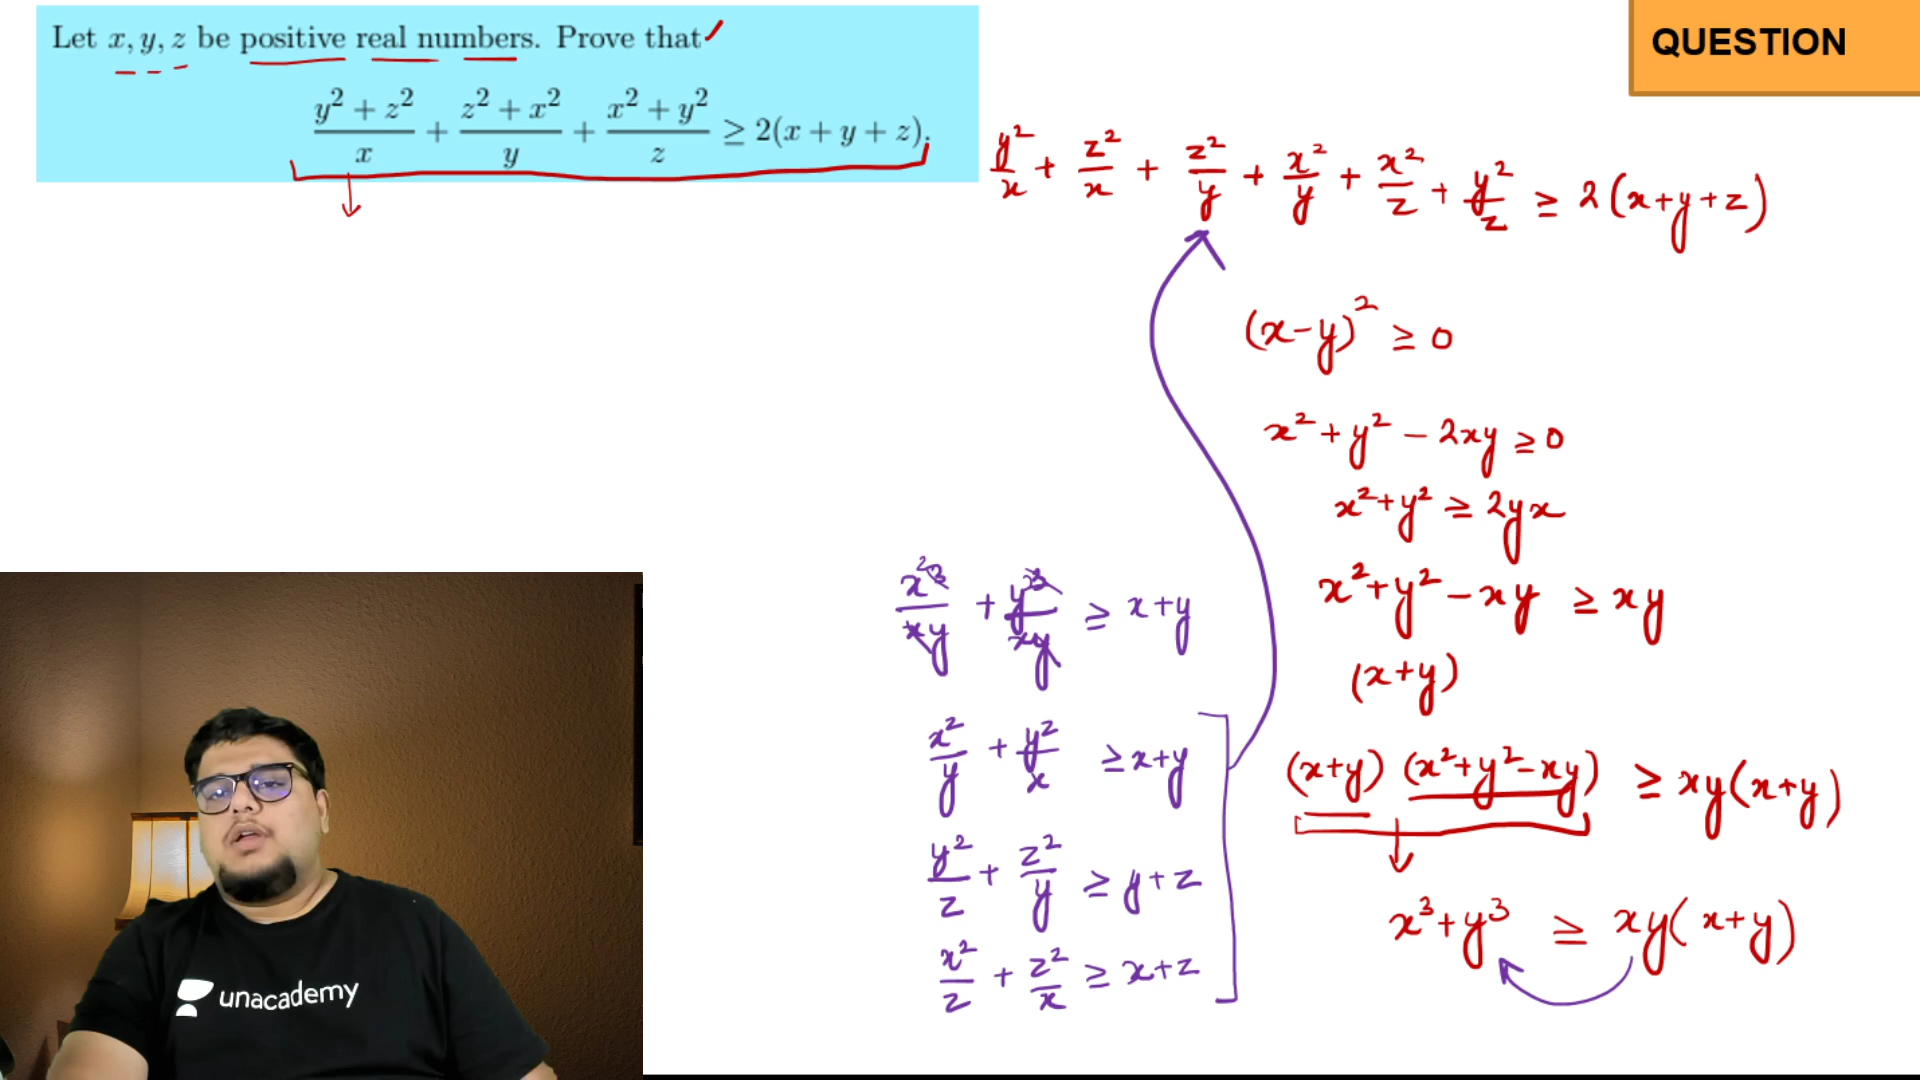 Let x, y, z be positive real numbers. Prove that
(y² + z²)/x + (z² + x²)/y + (x² + y²)/z ≥ 2(x + y + z).
QUESTION
y²/x + z²/x + z²/y + x²/y + x²/z + y²/z ≥ 2(x+y+z)
(x-y)² ≥ 0
x² + y² - 2xy ≥ 0
x² + y² ≥ 2yx
x² + y² - xy ≥ xy
(x+y)
(x+y) (x²+y²-xy) ≥ xy(x+y)
x³ + y³ ≥ xy(x+y)
x³/xy + y³/xy ≥ x+y
x²/y + y²/x ≥ x+y
y²/z + z²/y ≥ y+z
x²/z + z²/x ≥ x+z
unacademy